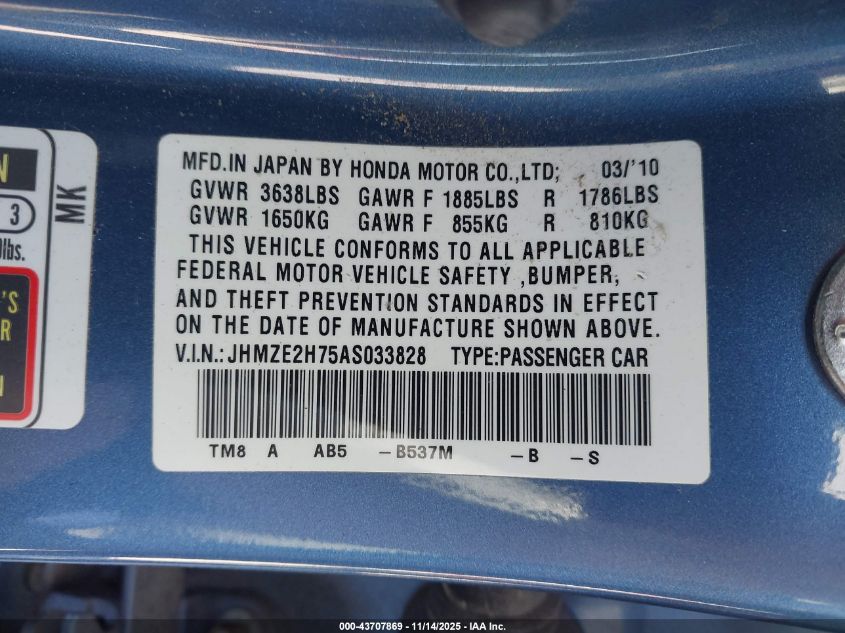 N
3
lbs.
MK
'S
R
N
MFD.IN JAPAN BY HONDA MOTOR CO.,LTD; 03/'10
GVWR 3638LBS GAWR F 1885LBS R 1786LBS
GVWR 1650KG GAWR F 855KG R 810KG
THIS VEHICLE CONFORMS TO ALL APPLICABLE
FEDERAL MOTOR VEHICLE SAFETY ,BUMPER,
AND THEFT PREVENTION STANDARDS IN EFFECT
ON THE DATE OF MANUFACTURE SHOWN ABOVE.
V.I.N.:JHMZE2H75AS033828 TYPE:PASSENGER CAR
TM8 A AB5 -B537M -B -S
000-43707869 - 11/14/2025 - IAA Inc.